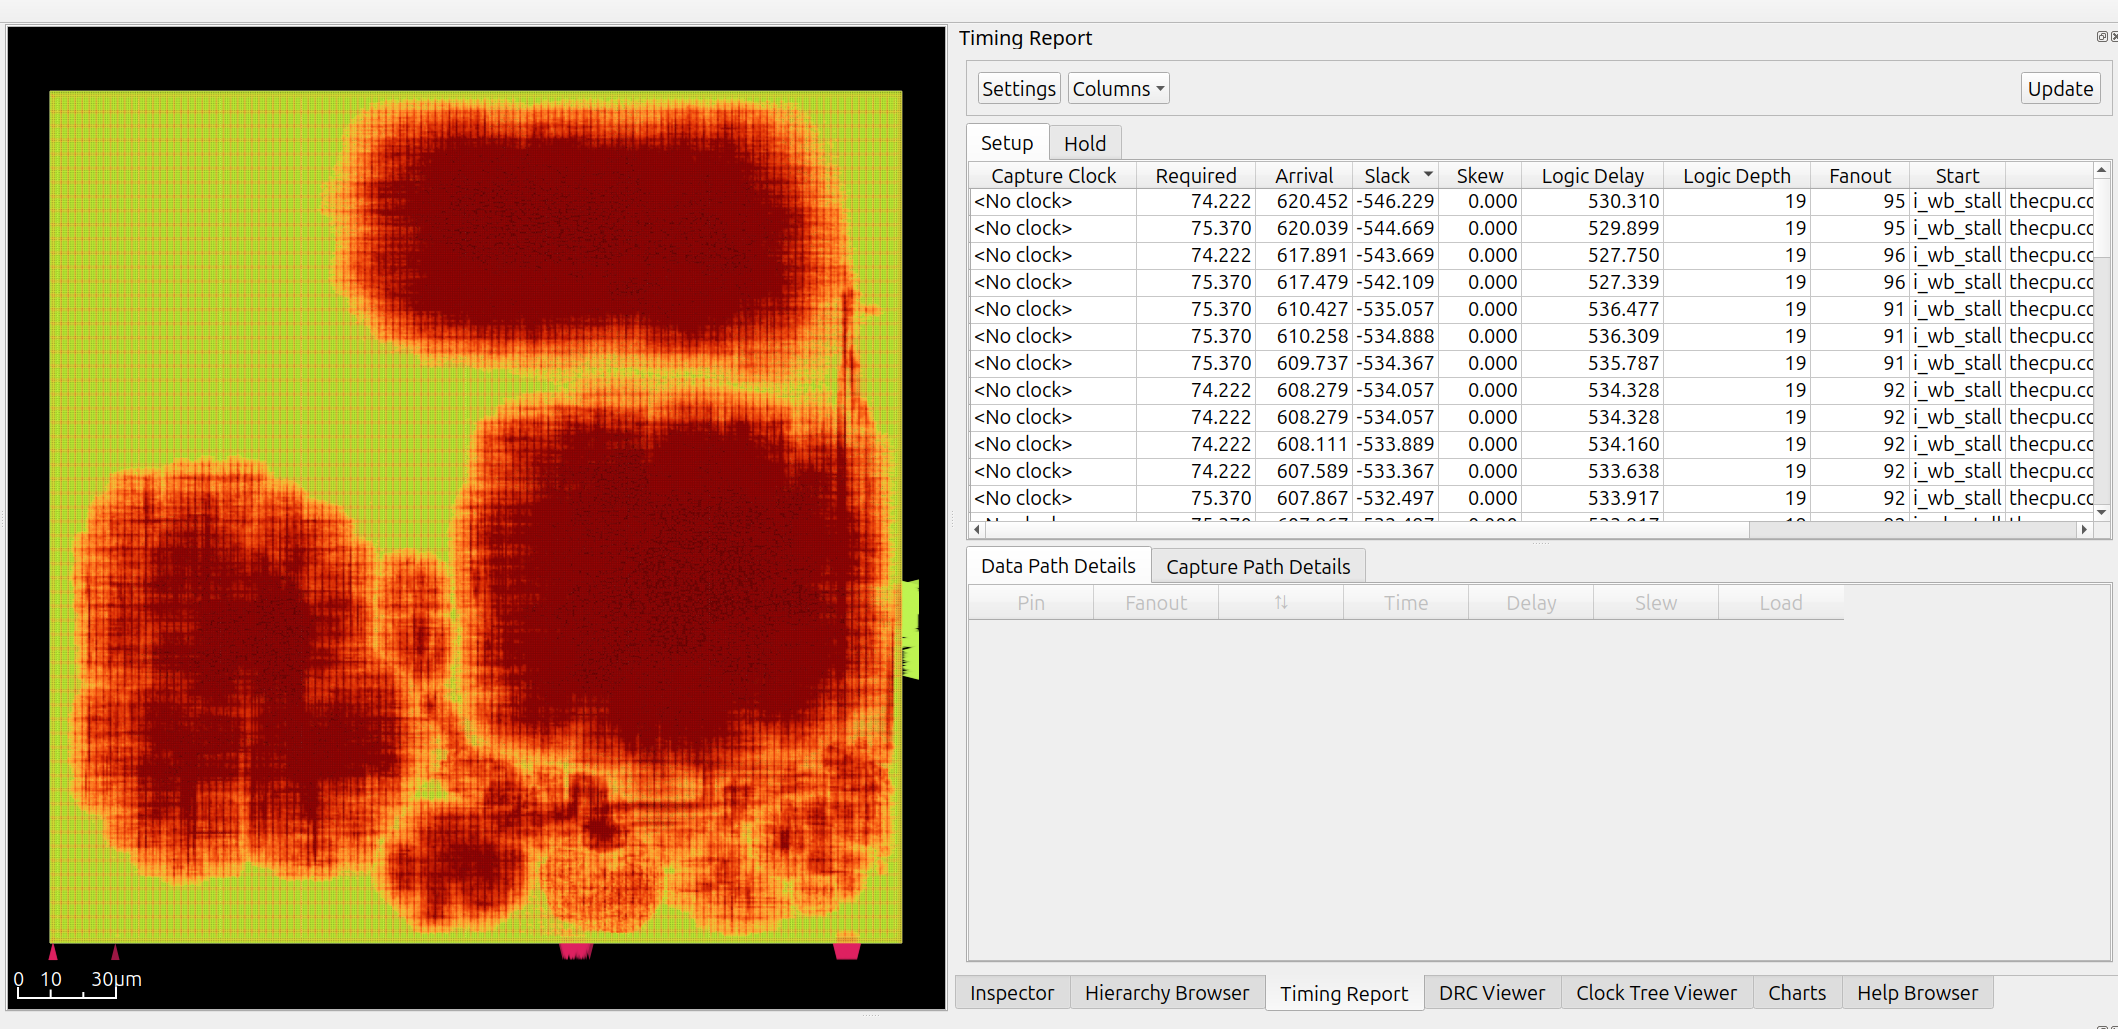 Timing Report
Settings Columns Update
Setup Hold
Capture Clock Required Arrival Slack Skew Logic Delay Logic Depth Fanout Start
<No clock> 74.222 620.452 -546.229 0.000 530.310 19 95 i_wb_stall thecpu.cc
<No clock> 75.370 620.039 -544.669 0.000 529.899 19 95 i_wb_stall thecpu.cc
<No clock> 74.222 617.891 -543.669 0.000 527.750 19 96 i_wb_stall thecpu.cc
<No clock> 75.370 617.479 -542.109 0.000 527.339 19 96 i_wb_stall thecpu.cc
<No clock> 75.370 610.427 -535.057 0.000 536.477 19 91 i_wb_stall thecpu.cc
<No clock> 75.370 610.258 -534.888 0.000 536.309 19 91 i_wb_stall thecpu.cc
<No clock> 75.370 609.737 -534.367 0.000 535.787 19 91 i_wb_stall thecpu.cc
<No clock> 74.222 608.279 -534.057 0.000 534.328 19 92 i_wb_stall thecpu.cc
<No clock> 74.222 608.279 -534.057 0.000 534.328 19 92 i_wb_stall thecpu.cc
<No clock> 74.222 608.111 -533.889 0.000 534.160 19 92 i_wb_stall thecpu.cc
<No clock> 74.222 607.589 -533.367 0.000 533.638 19 92 i_wb_stall thecpu.cc
<No clock> 75.370 607.867 -532.497 0.000 533.917 19 92 i_wb_stall thecpu.cc
Data Path Details Capture Path Details
Pin Fanout Time Delay Slew Load
0 10 30um
Inspector Hierarchy Browser Timing Report DRC Viewer Clock Tree Viewer Charts Help Browser